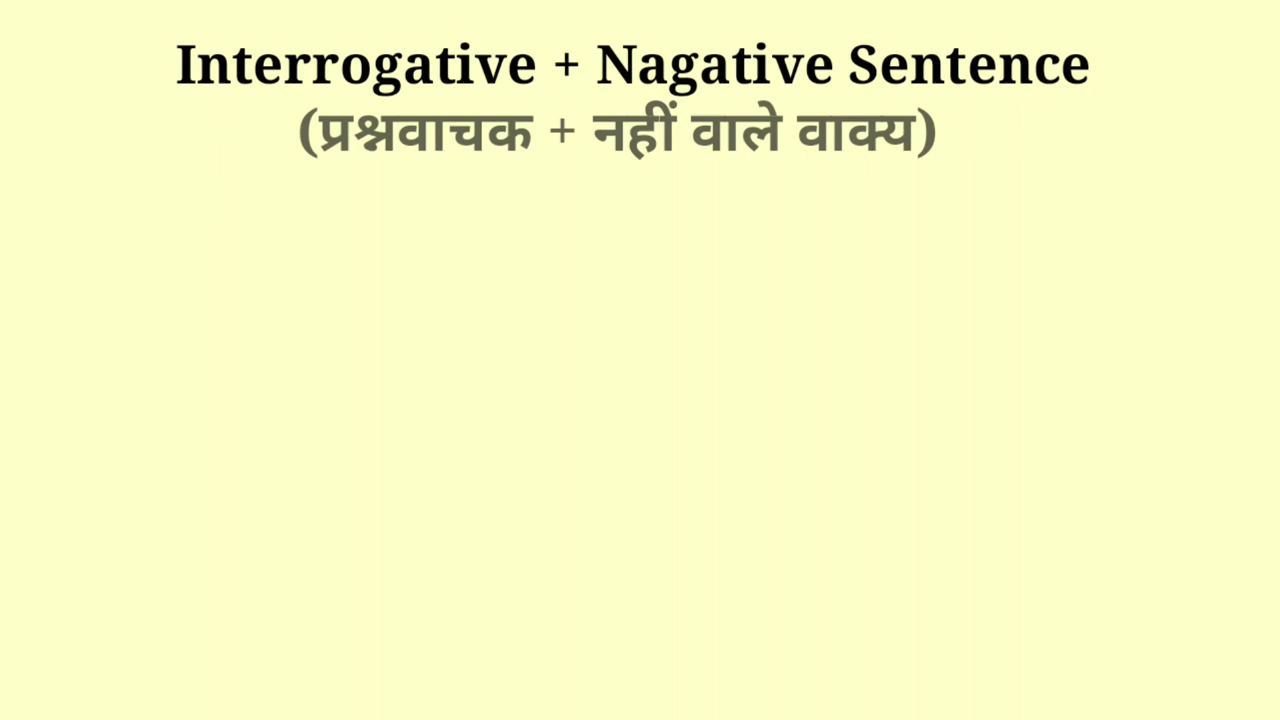 Interrogative + Nagative Sentence
(प्रश्नवाचक + नहीं वाले वाक्य)